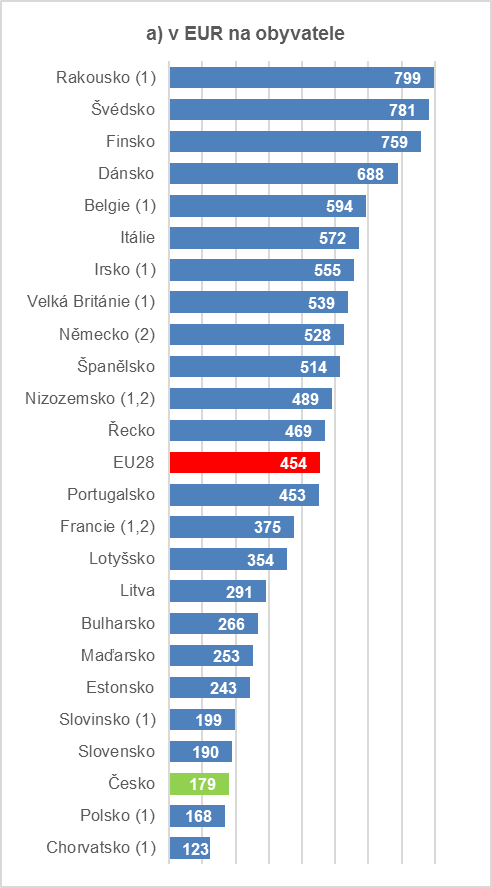 a) v EUR na obyvatele
Rakousko (1) 799
Švédsko 781
Finsko 759
Dánsko 688
Belgie (1) 594
Itálie 572
Irsko (1) 555
Velká Británie (1) 539
Německo (2) 528
Španělsko 514
Nizozemsko (1,2) 489
Řecko 469
EU28 454
Portugalsko 453
Francie (1,2) 375
Lotyšsko 354
Litva 291
Bulharsko 266
Maďarsko 253
Estonsko 243
Slovinsko (1) 199
Slovensko 190
Česko 179
Polsko (1) 168
Chorvatsko (1) 123